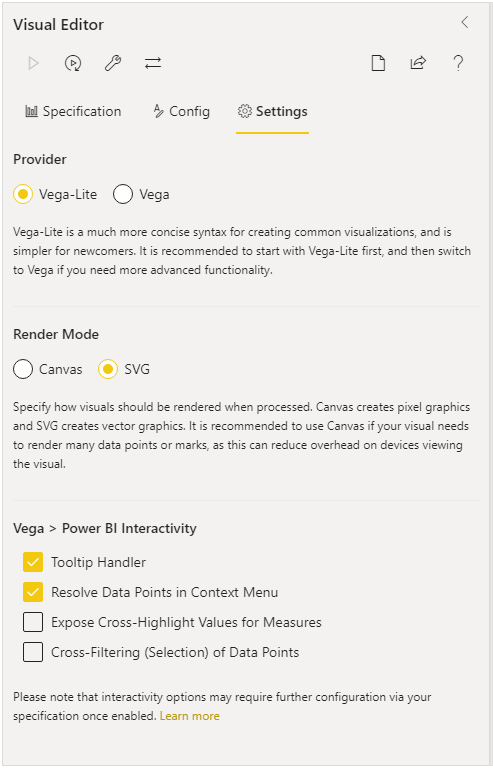 Visual Editor
?
Specification Config Settings
Provider
Vega-Lite Vega
Vega-Lite is a much more concise syntax for creating common visualizations, and is
simpler for newcomers. It is recommended to start with Vega-Lite first, and then switch
to Vega if you need more advanced functionality.
Render Mode
Canvas SVG
Specify how visuals should be rendered when processed. Canvas creates pixel graphics
and SVG creates vector graphics. It is recommended to use Canvas if your visual needs
to render many data points or marks, as this can reduce overhead on devices viewing
the visual.
Vega > Power BI Interactivity
Tooltip Handler
Resolve Data Points in Context Menu
Expose Cross-Highlight Values for Measures
Cross-Filtering (Selection) of Data Points
Please note that interactivity options may require further configuration via your
specification once enabled. Learn more